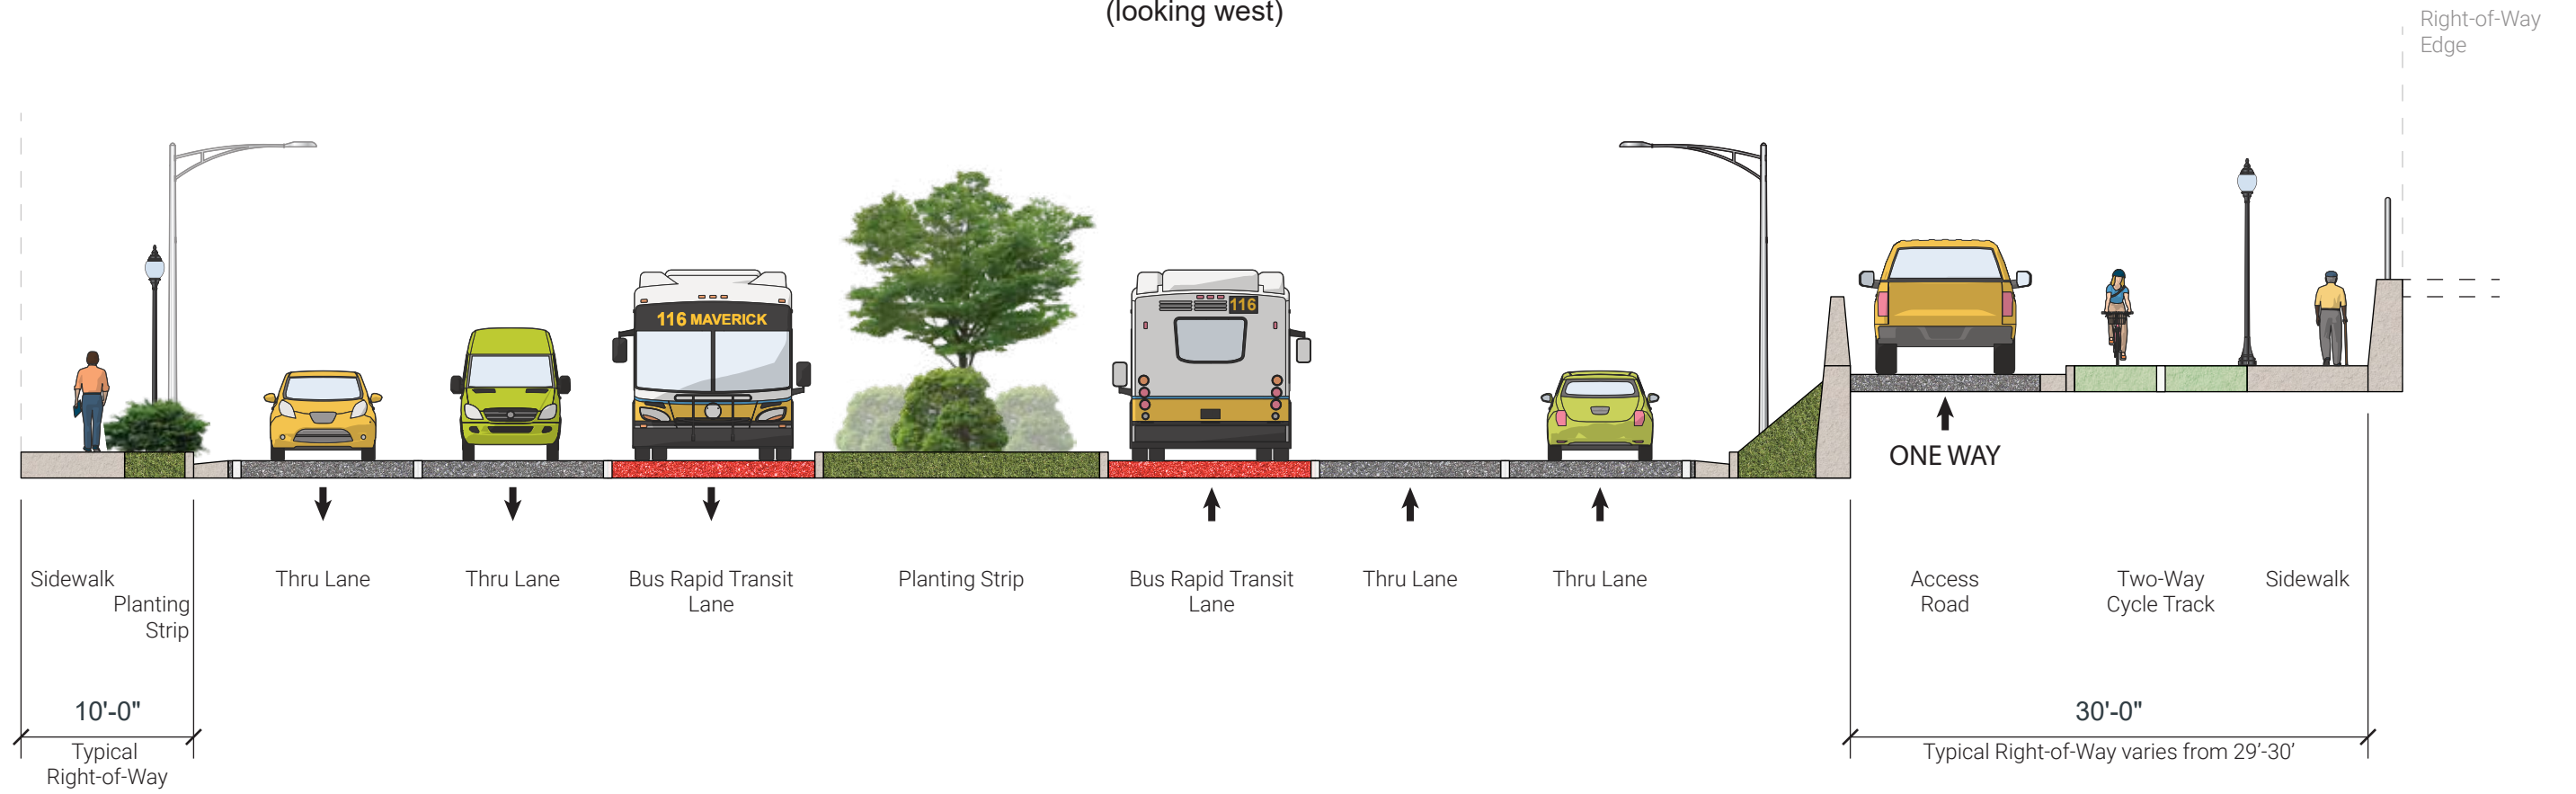 (looking west)
Right-of-Way
Edge
116 MAVERICK
116
ONE WAY
Sidewalk
Planting
Strip
Thru Lane
Thru Lane
Bus Rapid Transit
Lane
Planting Strip
Bus Rapid Transit
Lane
Thru Lane
Thru Lane
Access
Road
Two-Way
Cycle Track
Sidewalk
10'-0"
Typical
Right-of-Way
30'-0"
Typical Right-of-Way varies from 29’-30’